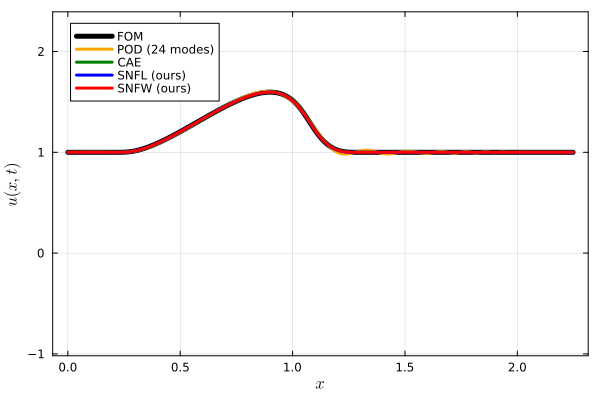 FOM
POD (24 modes)
CAE
SNFL (ours)
SNFW (ours)
2
1
0
−1
u(x, t)
0.0 0.5 1.0 1.5 2.0
x